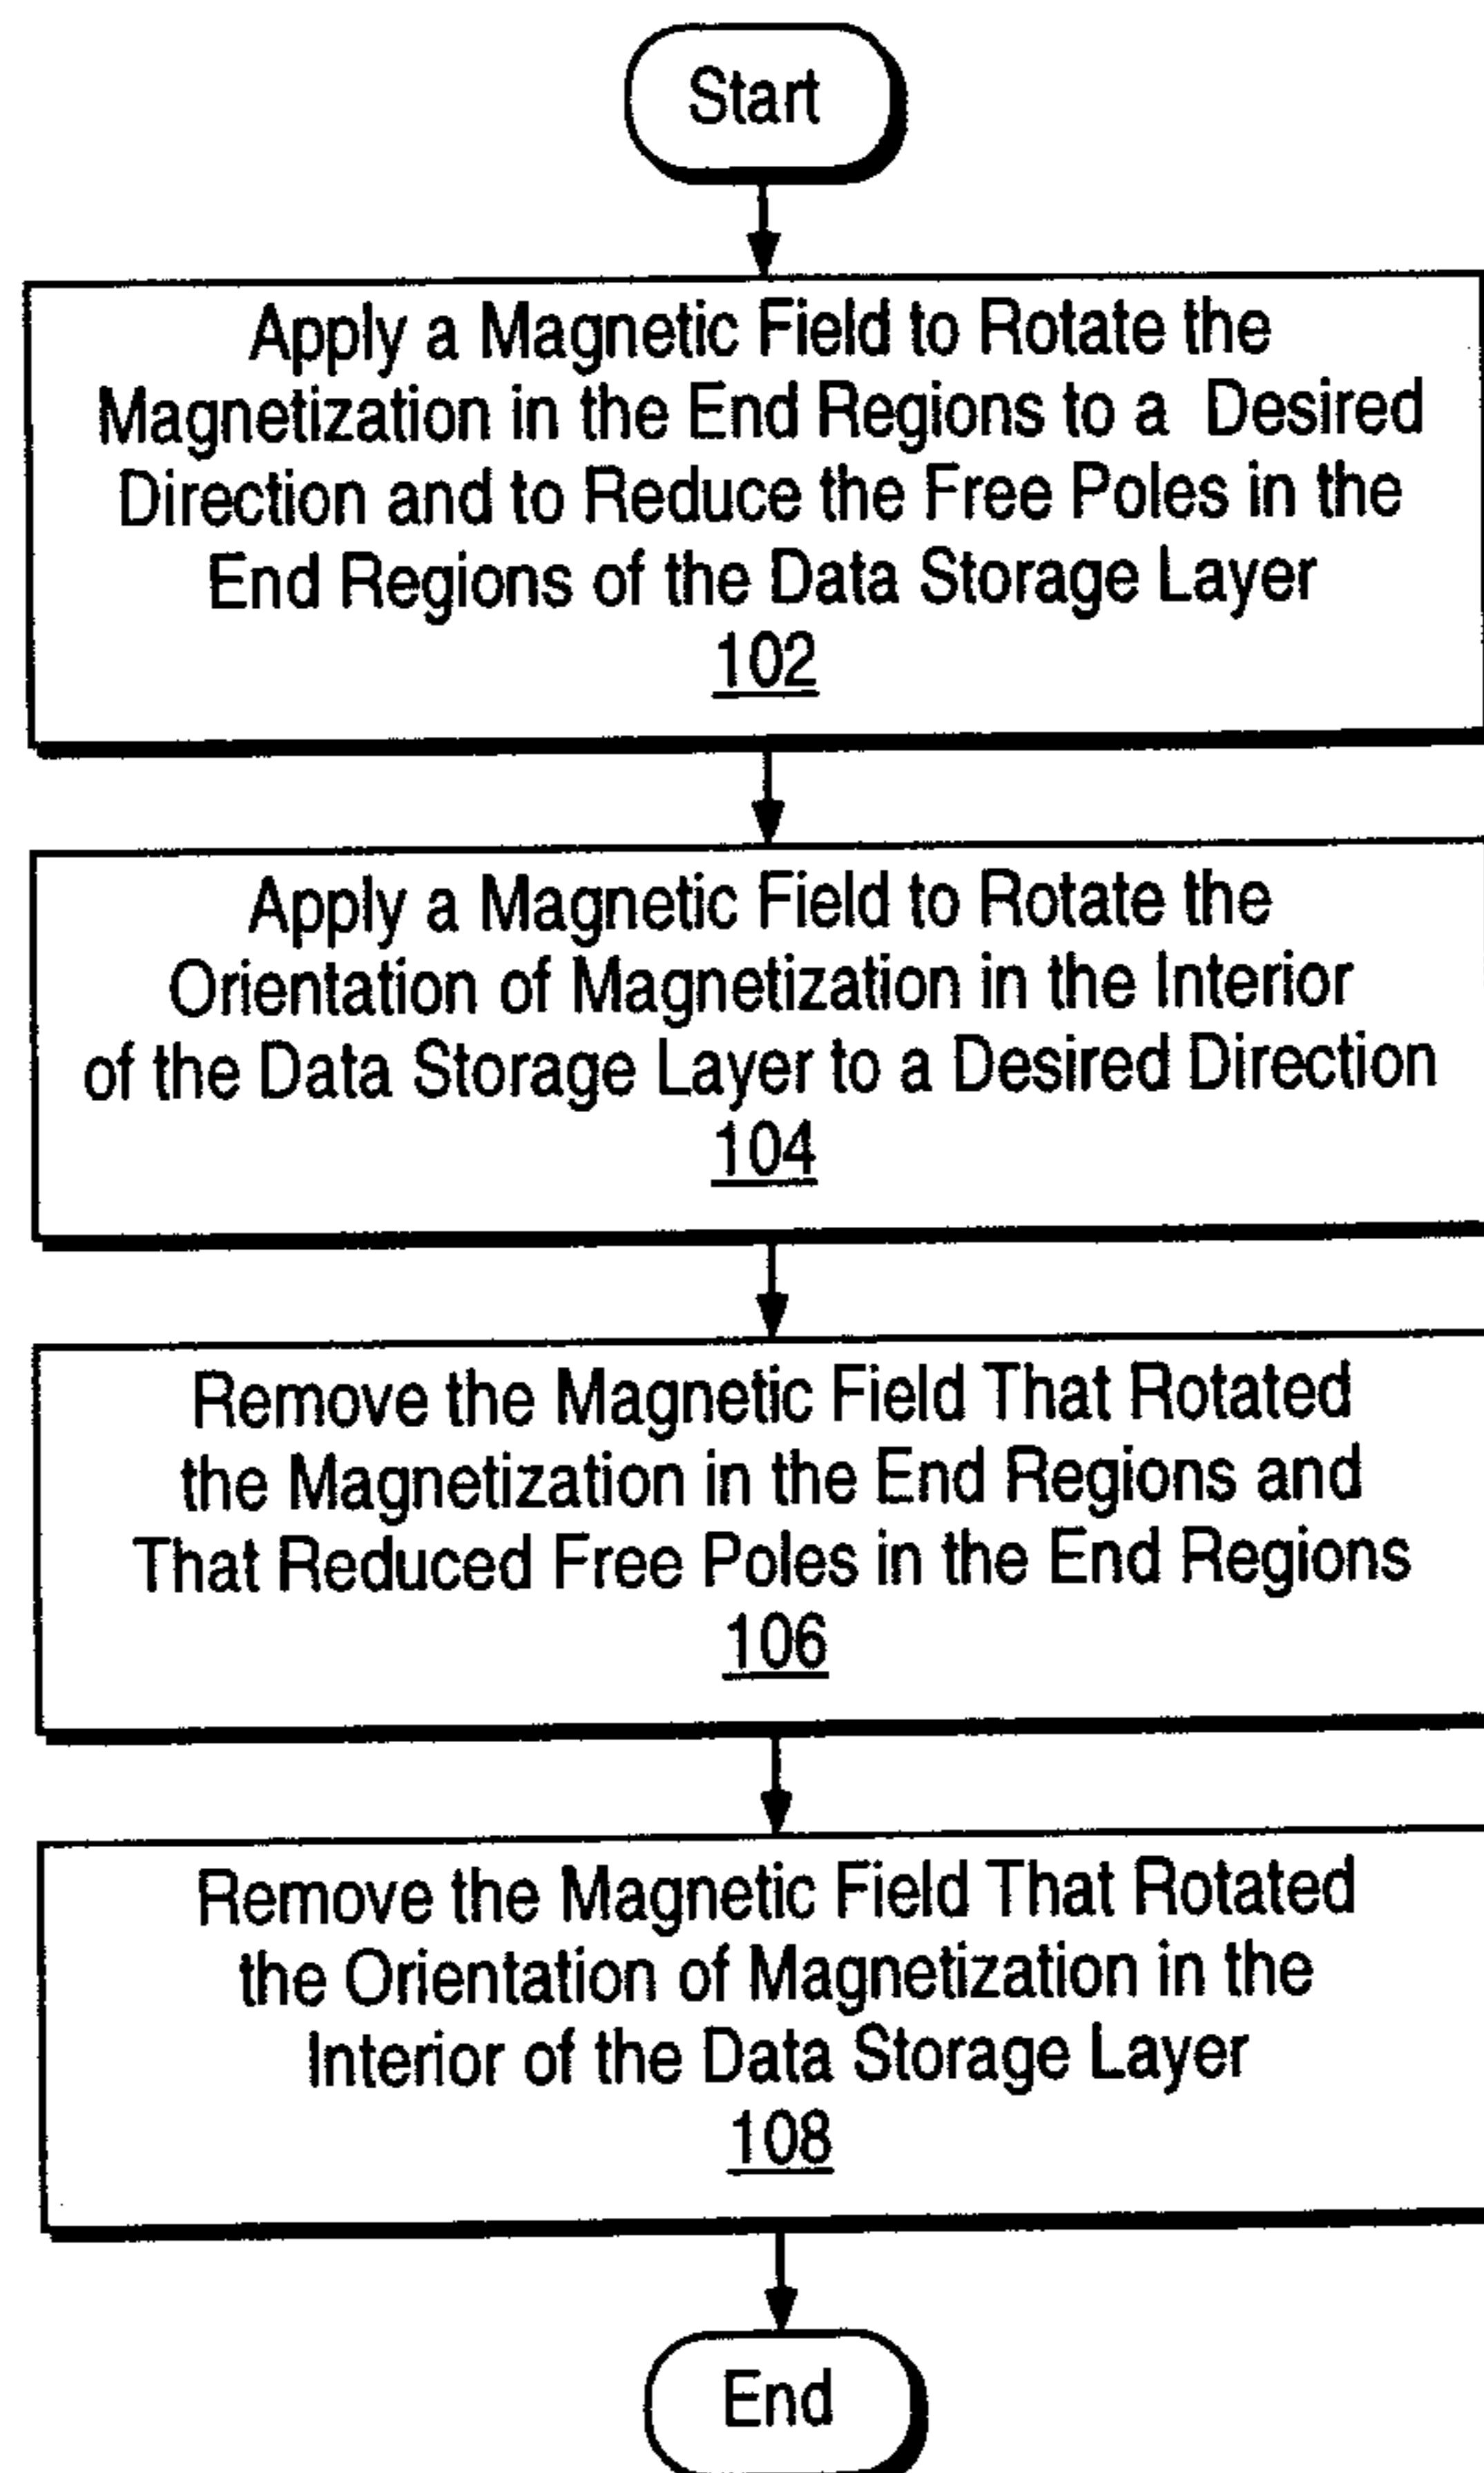 Start
Apply a Magnetic Field to Rotate the
Magnetization in the End Regions to a Desired
Direction and to Reduce the Free Poles in the
End Regions of the Data Storage Layer
102
Apply a Magnetic Field to Rotate the
Orientation of Magnetization in the Interior
of the Data Storage Layer to a Desired Direction
104
Remove the Magnetic Field That Rotated
the Magnetization in the End Regions and
That Reduced Free Poles in the End Regions
106
Remove the Magnetic Field That Rotated
the Orientation of Magnetization in the
Interior of the Data Storage Layer
108
End